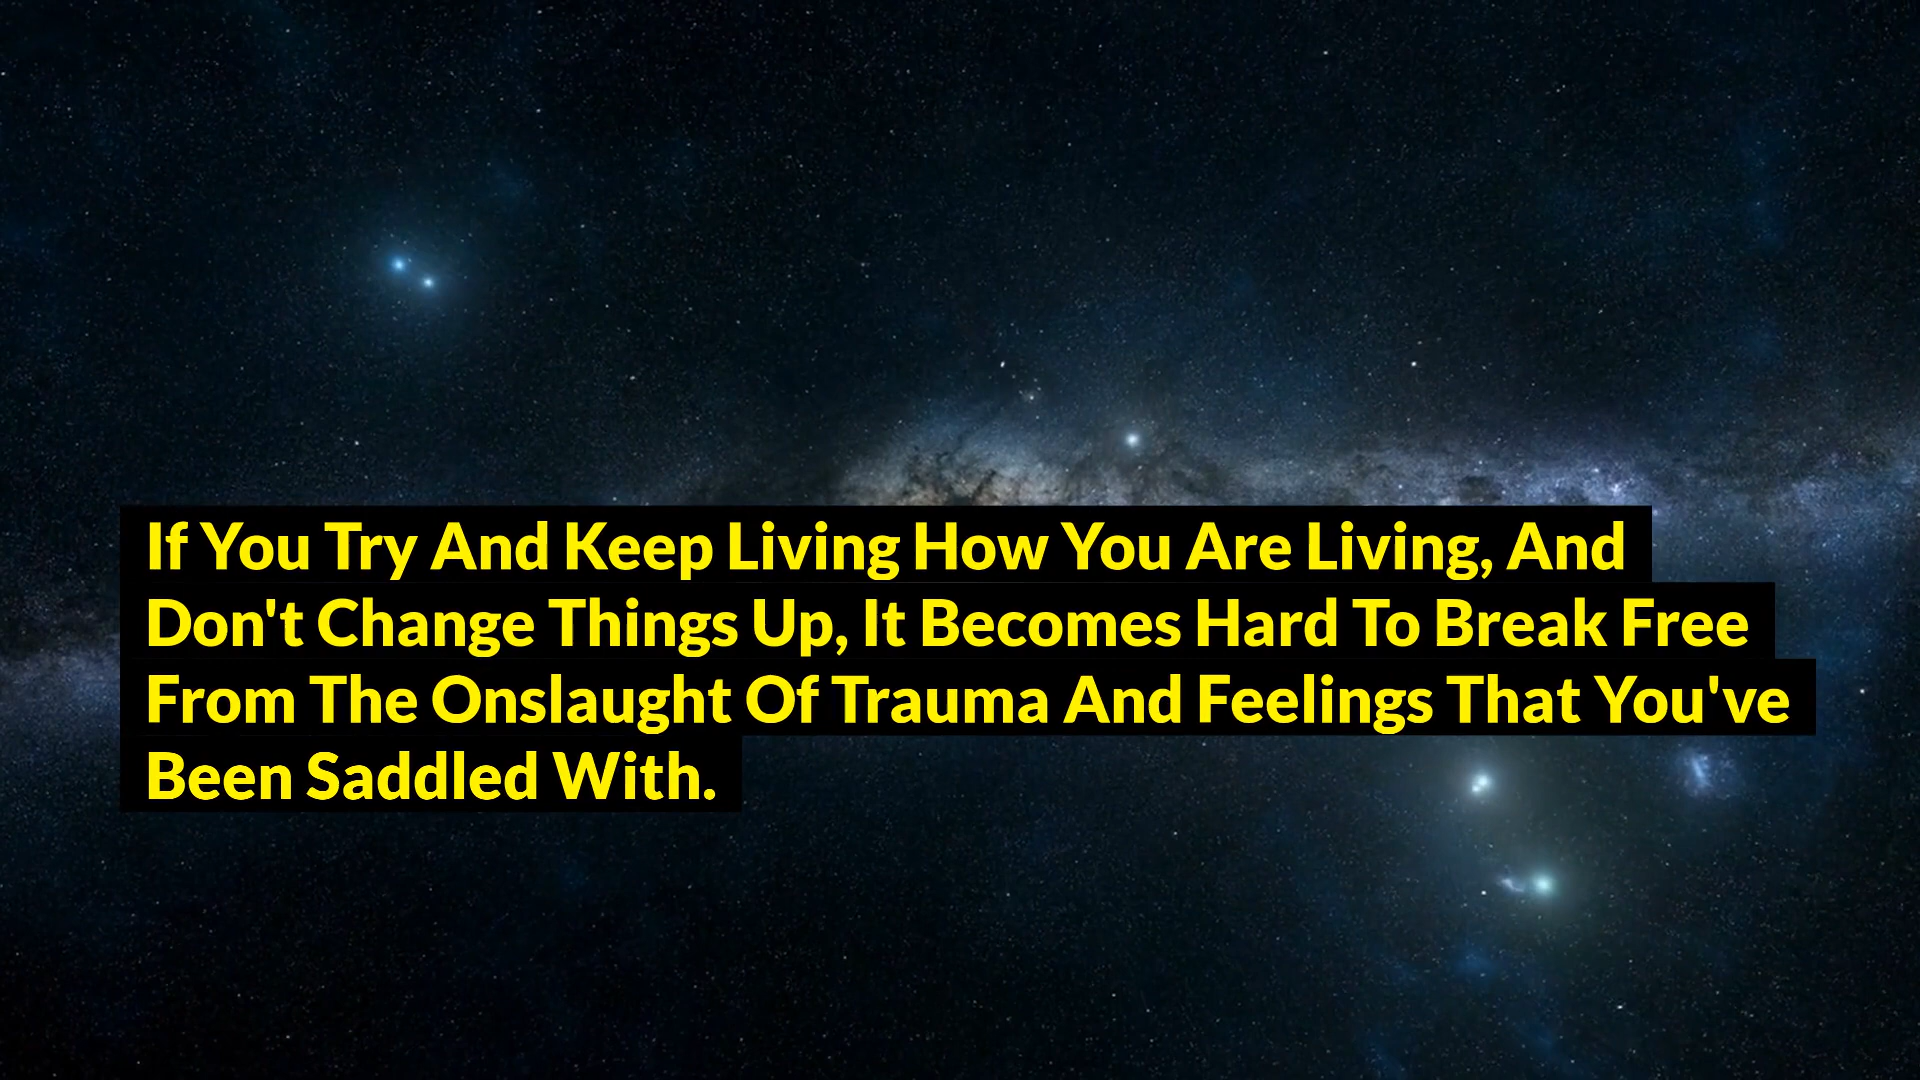 If You Try And Keep Living How You Are Living, And
Don't Change Things Up, It Becomes Hard To Break Free
From The Onslaught Of Trauma And Feelings That You've
Been Saddled With.